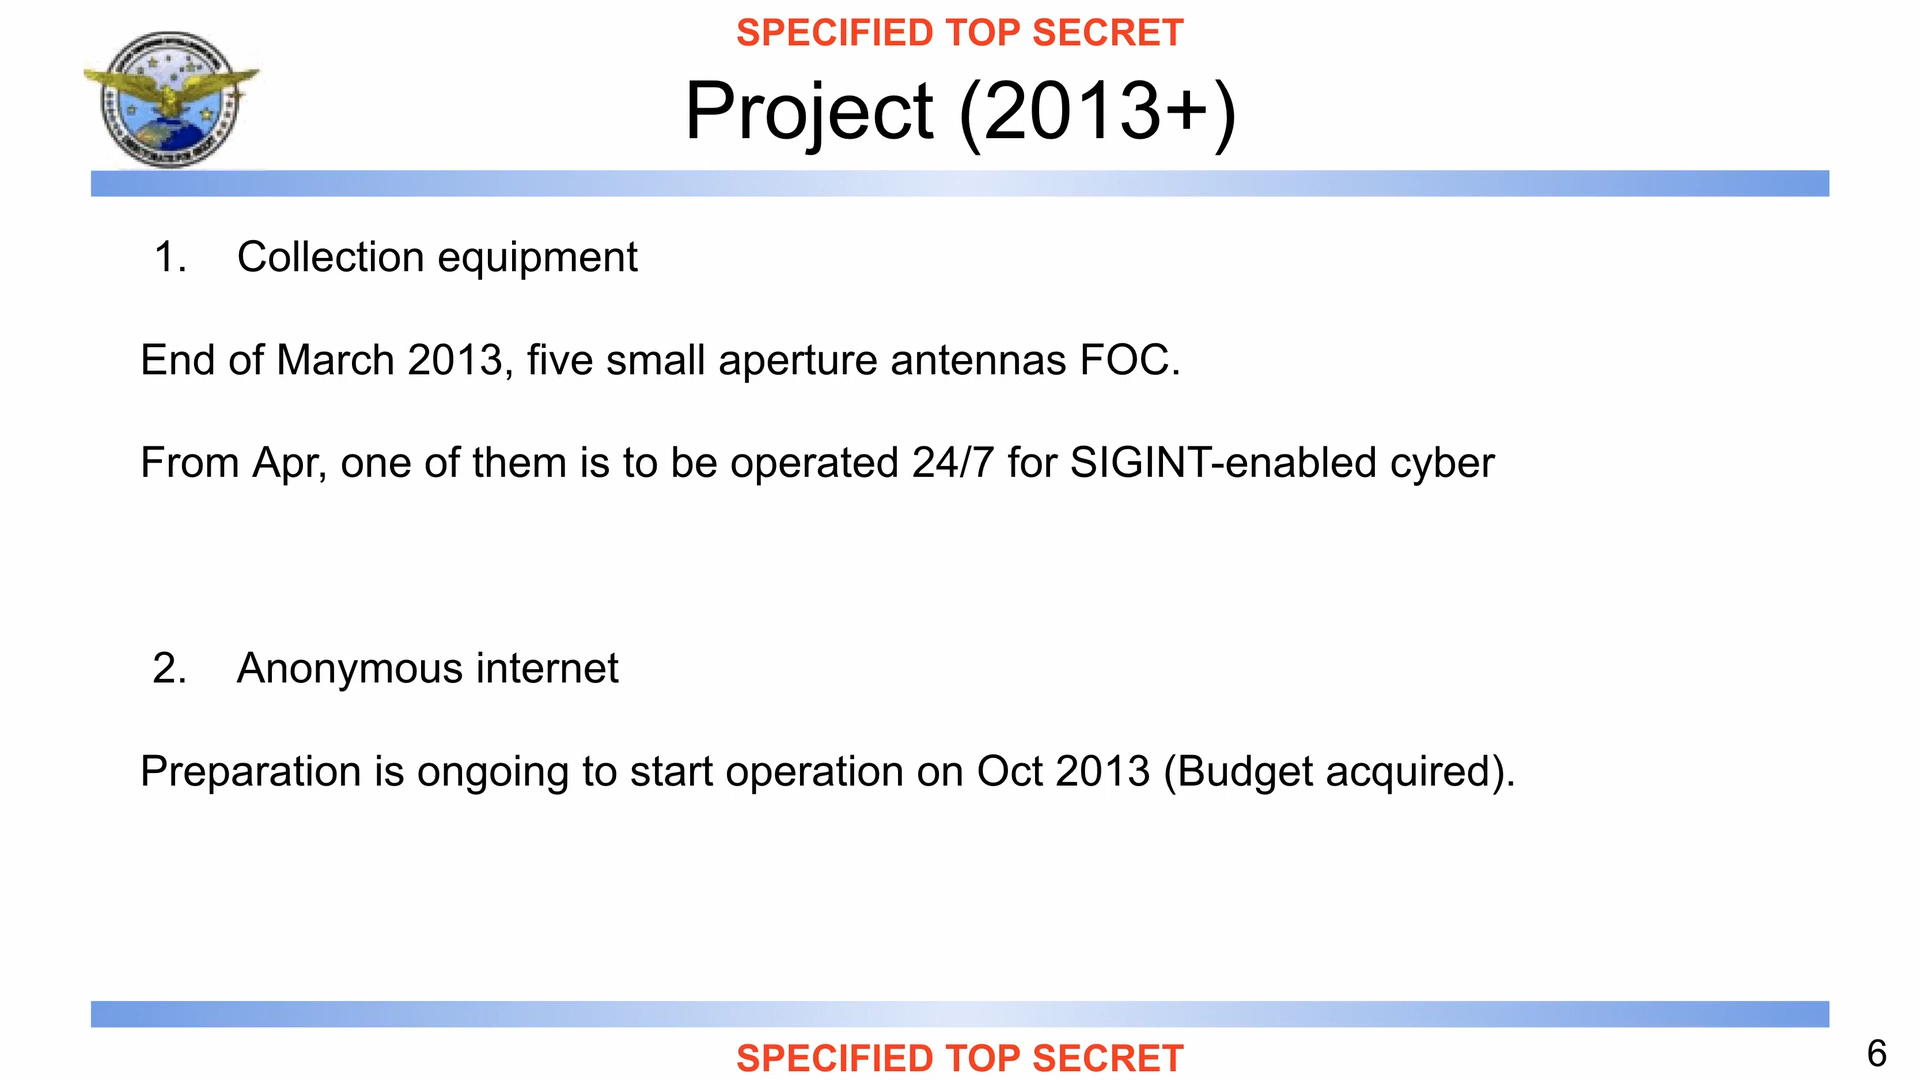 SPECIFIED TOP SECRET
Project (2013+)
1. Collection equipment
End of March 2013, five small aperture antennas FOC.
From Apr, one of them is to be operated 24/7 for SIGINT-enabled cyber
2. Anonymous internet
Preparation is ongoing to start operation on Oct 2013 (Budget acquired).
SPECIFIED TOP SECRET
6